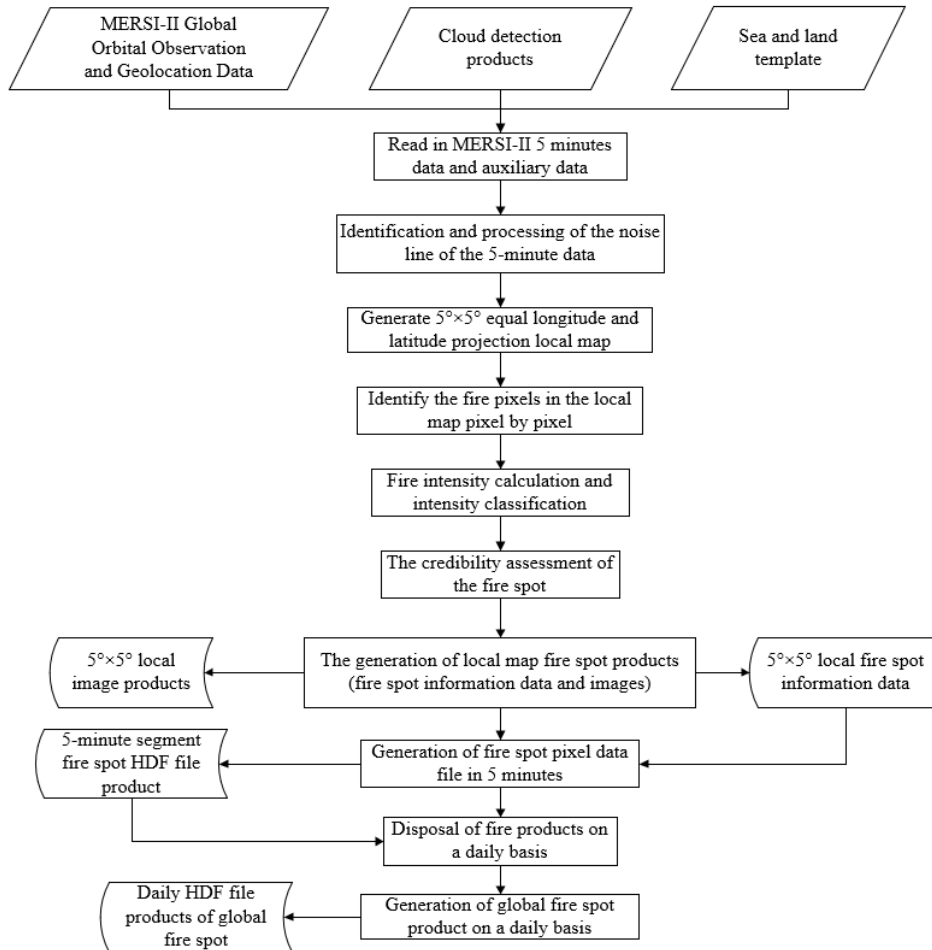 MERSI-II Global
Orbital Observation
and Geolocation Data
Cloud detection
products
Sea and land
template
Read in MERSI-II 5 minutes
data and auxiliary data
Identification and processing of the noise
line of the 5-minute data
Generate 5°×5° equal longitude and
latitude projection local map
Identify the fire pixels in the local
map pixel by pixel
Fire intensity calculation and
intensity classification
The credibility assessment of
the fire spot
5°×5° local
image products
The generation of local map fire spot products
(fire spot information data and images)
5°×5° local fire spot
information data
5-minute segment
fire spot HDF file
product
Generation of fire spot pixel data
file in 5 minutes
Disposal of fire products on
a daily basis
Daily HDF file
products of global
fire spot
Generation of global fire spot
product on a daily basis